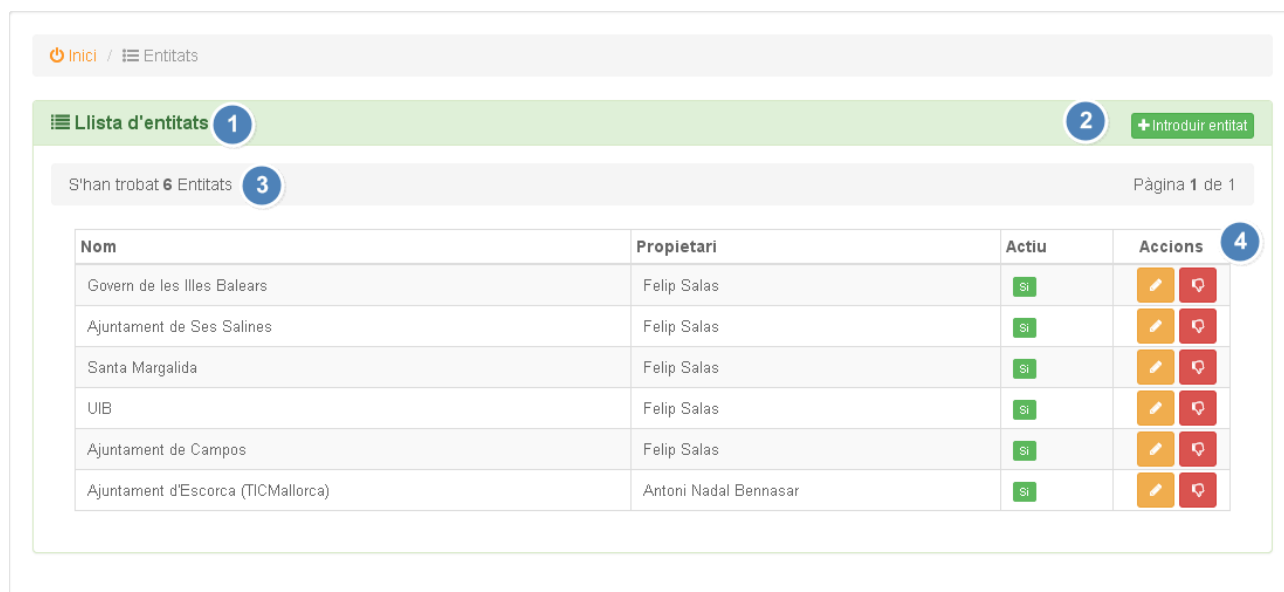 Inici / Entitats
Llista d'entitats 1 2 Introduir entitat
S'han trobat 6 Entitats 3 Pàgina 1 de 1
Nom Propietari Actiu Accions 4
Govern de les Illes Balears Felip Salas Si
Ajuntament de Ses Salines Felip Salas Si
Santa Margalida Felip Salas Si
UIB Felip Salas Si
Ajuntament de Campos Felip Salas Si
Ajuntament d'Escorca (TICMallorca) Antoni Nadal Bennasar Si